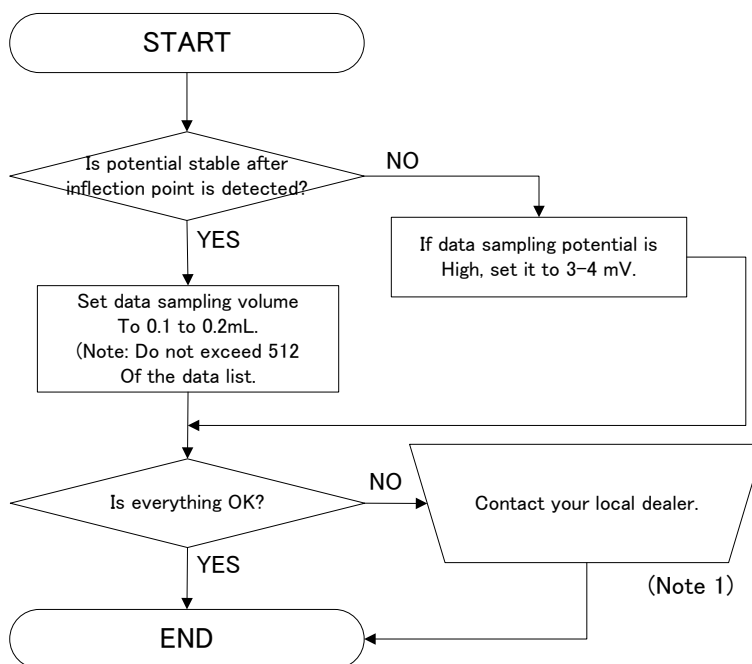 START
Is potential stable after
inflection point is detected?
NO
YES
If data sampling potential is
High, set it to 3-4 mV.
Set data sampling volume
To 0.1 to 0.2mL.
(Note: Do not exceed 512
Of the data list.
Is everything OK?
NO
Contact your local dealer.
YES
(Note 1)
END